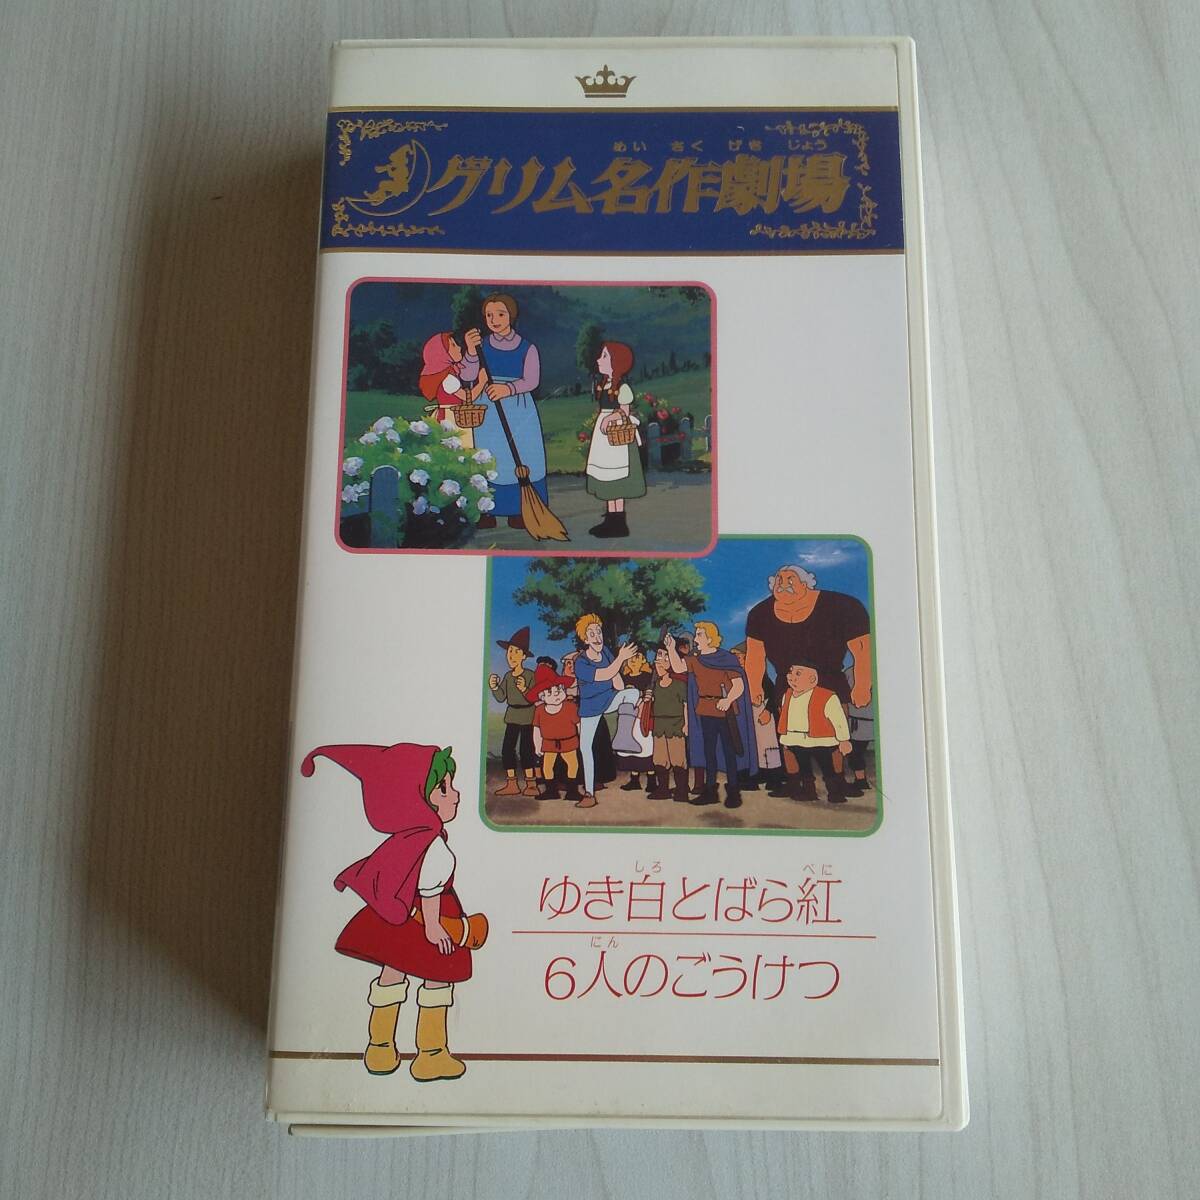 めい さく げき じょう
グリム名作劇場
しろ べに
ゆき白とばら紅
にん
6人のごうけつ